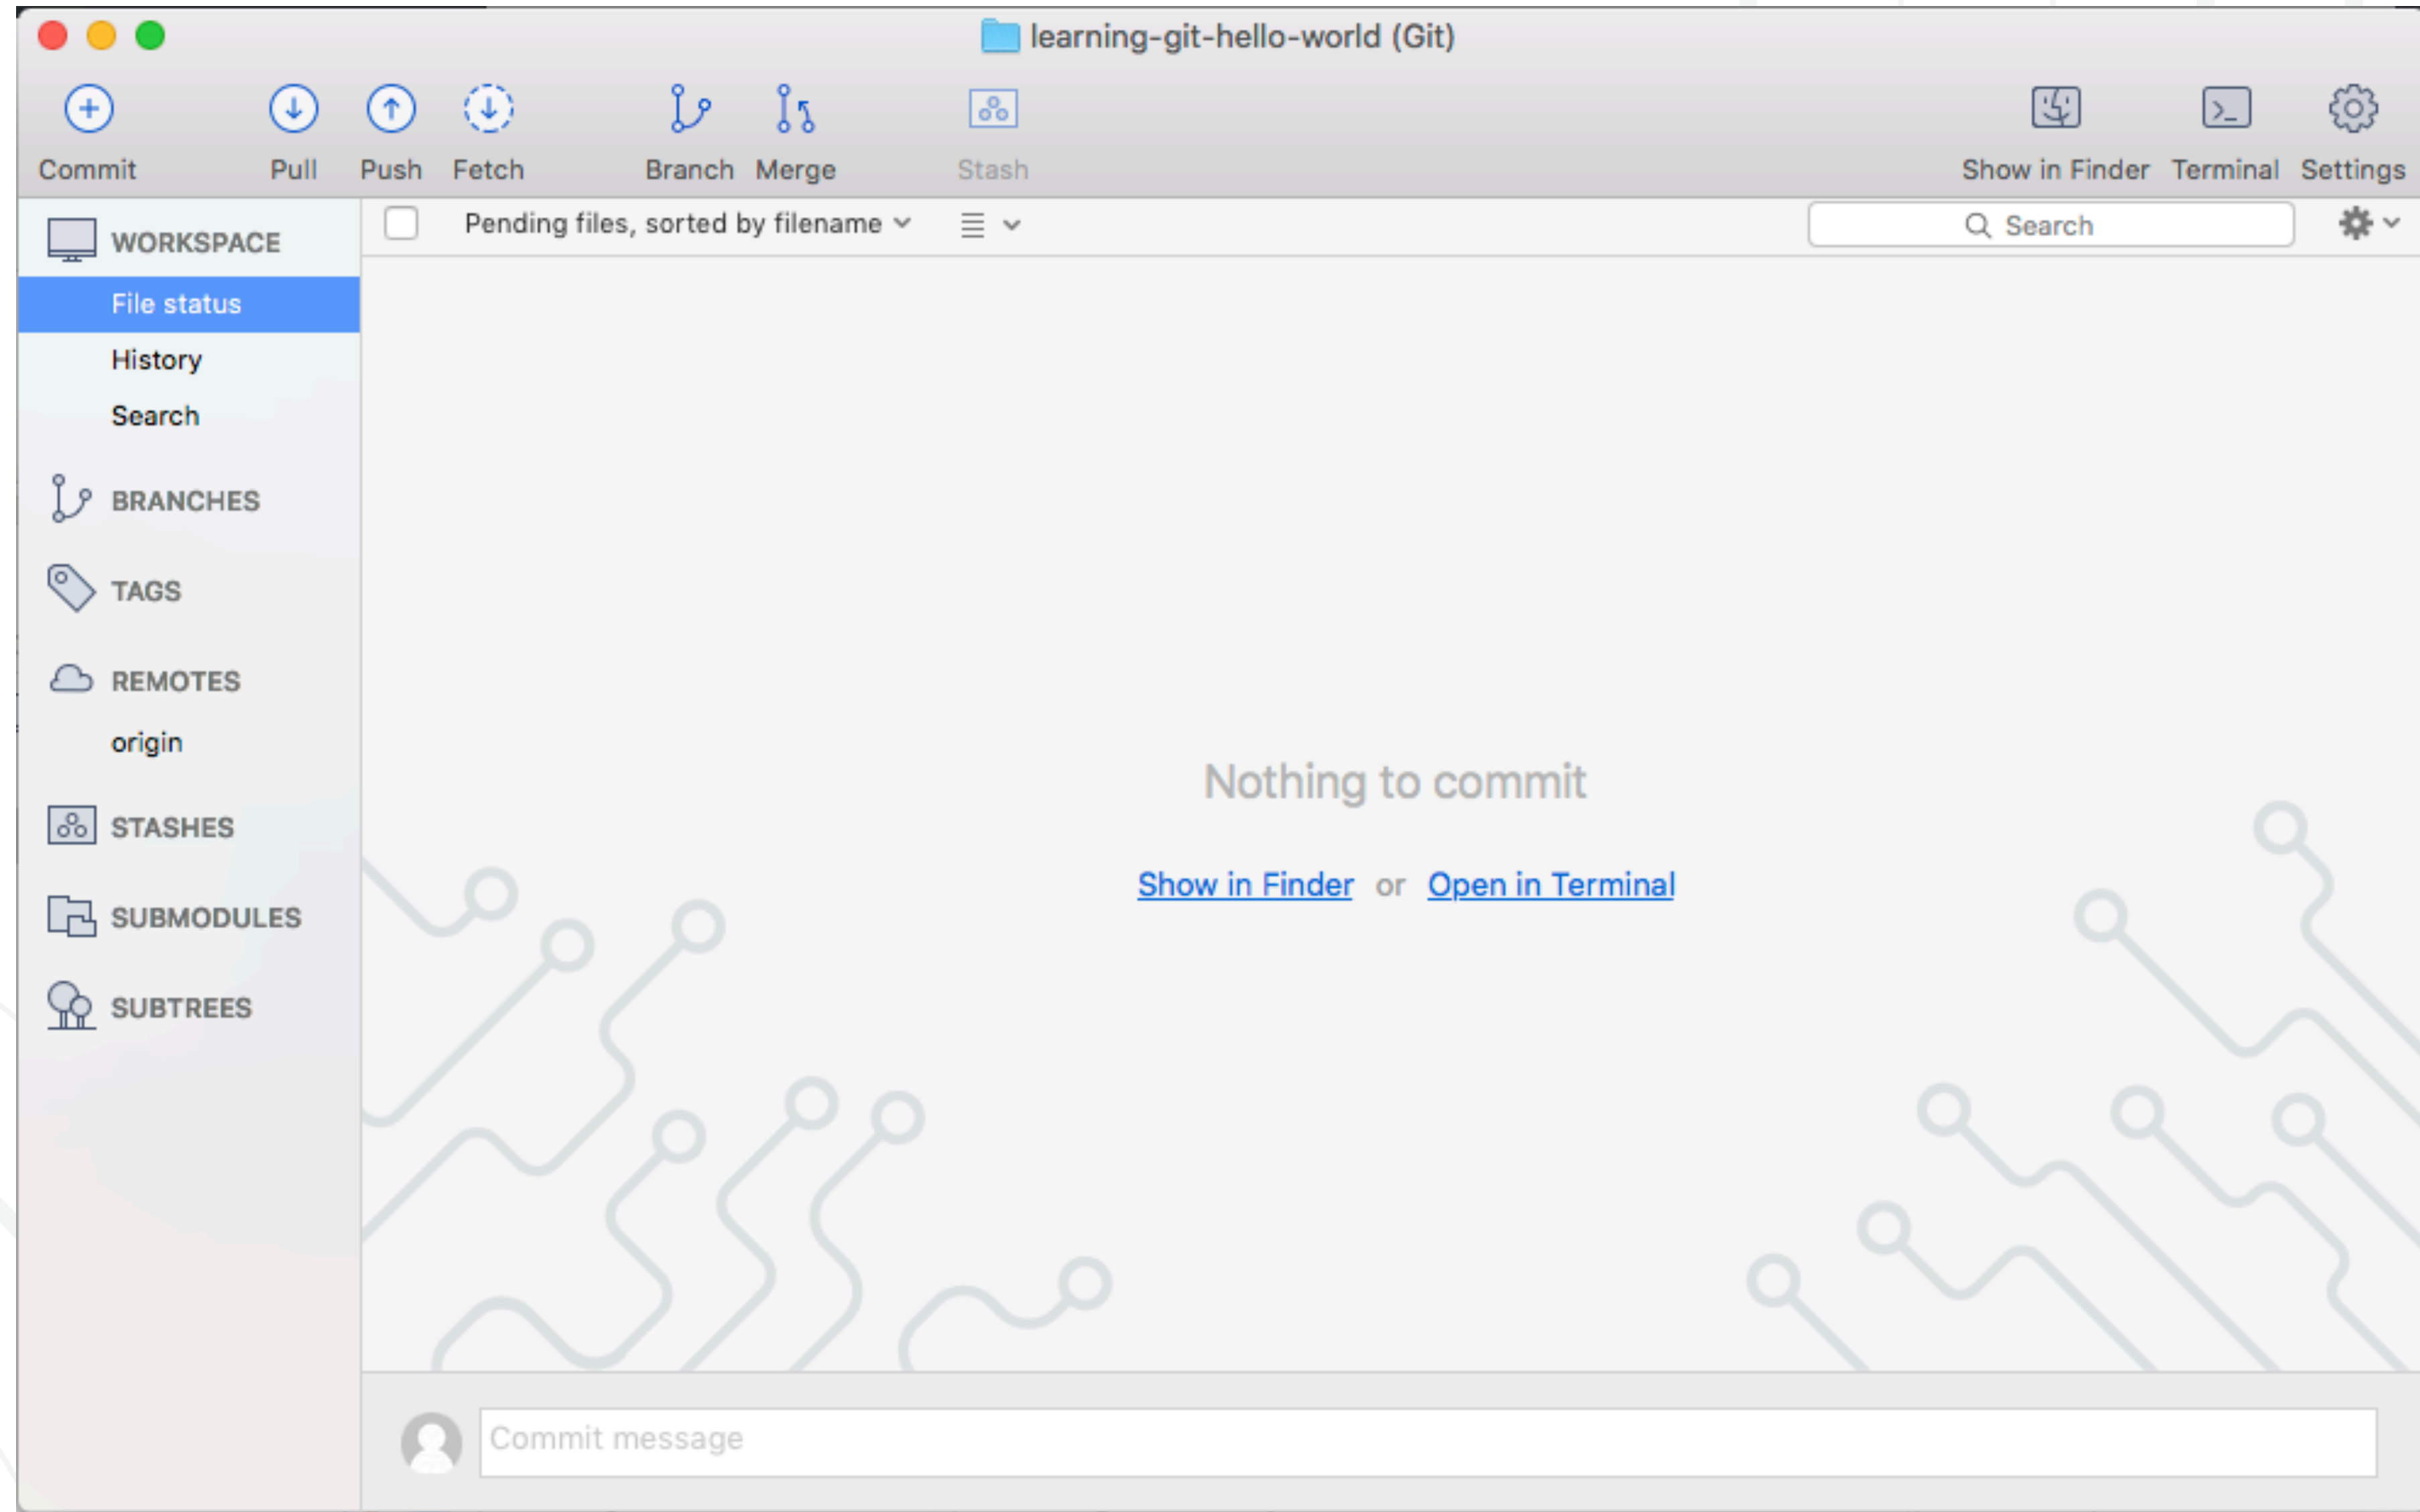 learning-git-hello-world (Git)
Commit Pull Push Fetch Branch Merge Stash Show in Finder Terminal Settings
WORKSPACE
Pending files, sorted by filename
Search
File status
History
Search
BRANCHES
TAGS
REMOTES
origin
STASHES
SUBMODULES
SUBTREES
Nothing to commit
Show in Finder or Open in Terminal
Commit message